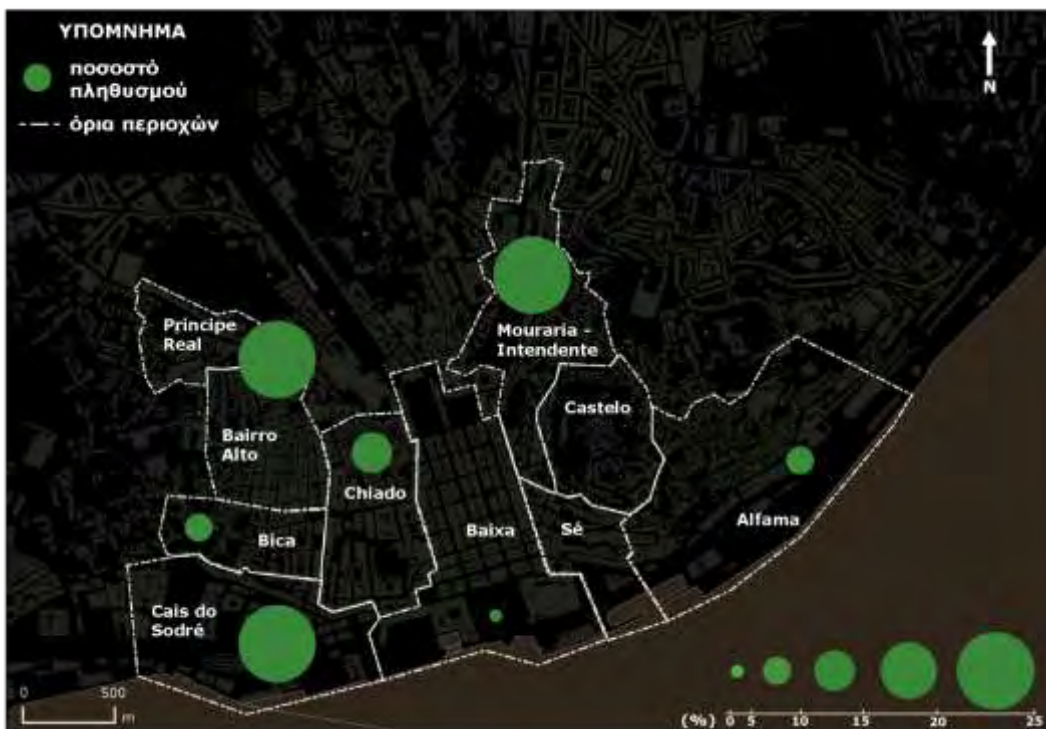 ΥΠΟΜΝΗΜΑ
ποσοστό
πληθυσμού
όρια περιοχών
N
Principe
Real
Mouraria -
Intendente
Castelo
Bairro
Alto
Chiado
Baixa
Sé
Alfama
Bica
Cais do
Sodré
0 500
m
(%) 0 5 10 15 20 25